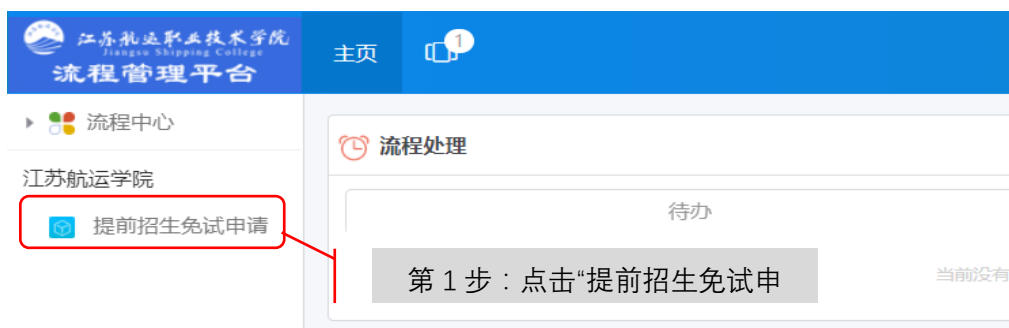 江苏航运职业技术学院
Jiangsu Shipping College
流程管理平台
主页
1
流程中心
流程处理
江苏航运学院
待办
提前招生免试申请
第 1 步：点击“提前招生免试申
当前没有